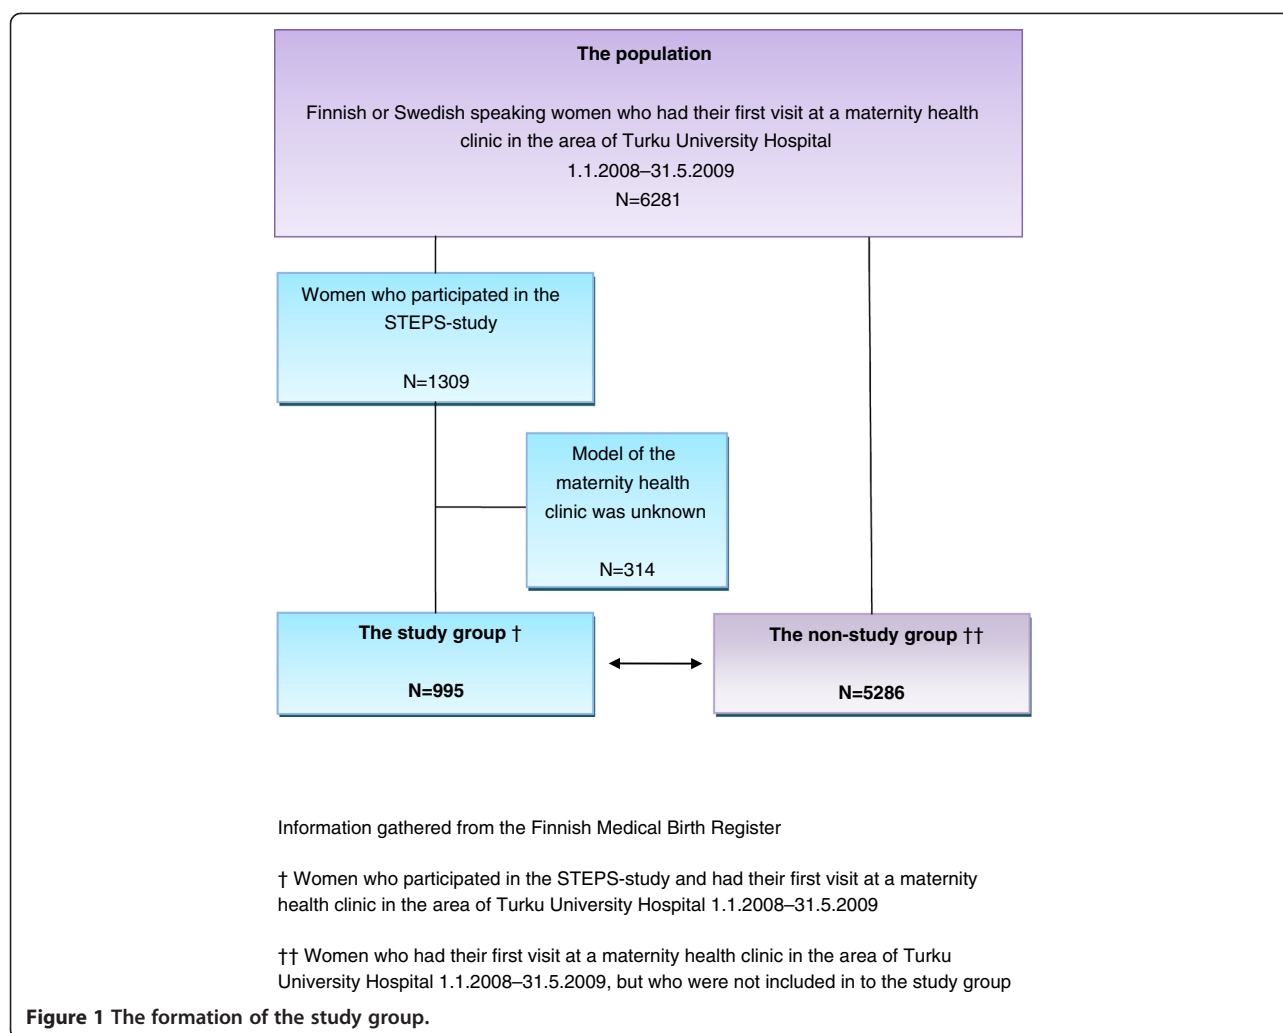 The population
Finnish or Swedish speaking women who had their first visit at a maternity health
clinic in the area of Turku University Hospital
1.1.2008–31.5.2009
N=6281
Women who participated in the
STEPS-study
N=1309
Model of the
maternity health
clinic was unknown
N=314
The study group †
N=995
The non-study group ††
N=5286
Information gathered from the Finnish Medical Birth Register
† Women who participated in the STEPS-study and had their first visit at a maternity
health clinic in the area of Turku University Hospital 1.1.2008–31.5.2009
†† Women who had their first visit at a maternity health clinic in the area of Turku
University Hospital 1.1.2008–31.5.2009, but who were not included in to the study group
Figure 1 The formation of the study group.